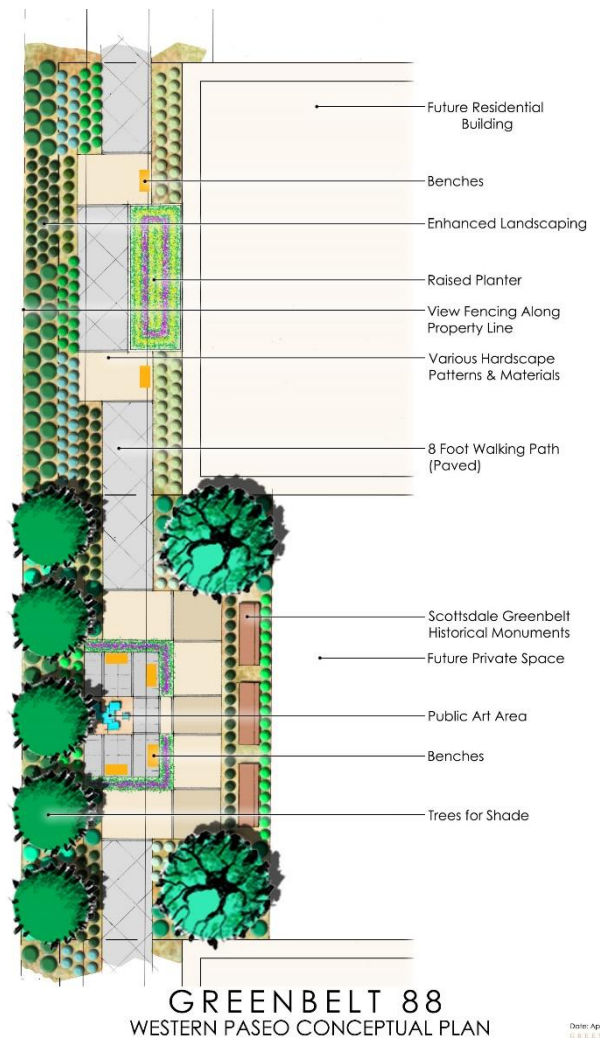 Future Residential
Building
Benches
Enhanced Landscaping
Raised Planter
View Fencing Along
Property Line
Various Hardscape
Patterns & Materials
8 Foot Walking Path
(Paved)
Scottsdale Greenbelt
Historical Monuments
Future Private Space
Public Art Area
Benches
Trees for Shade
GREENBELT 88
WESTERN PASEO CONCEPTUAL PLAN
Date: